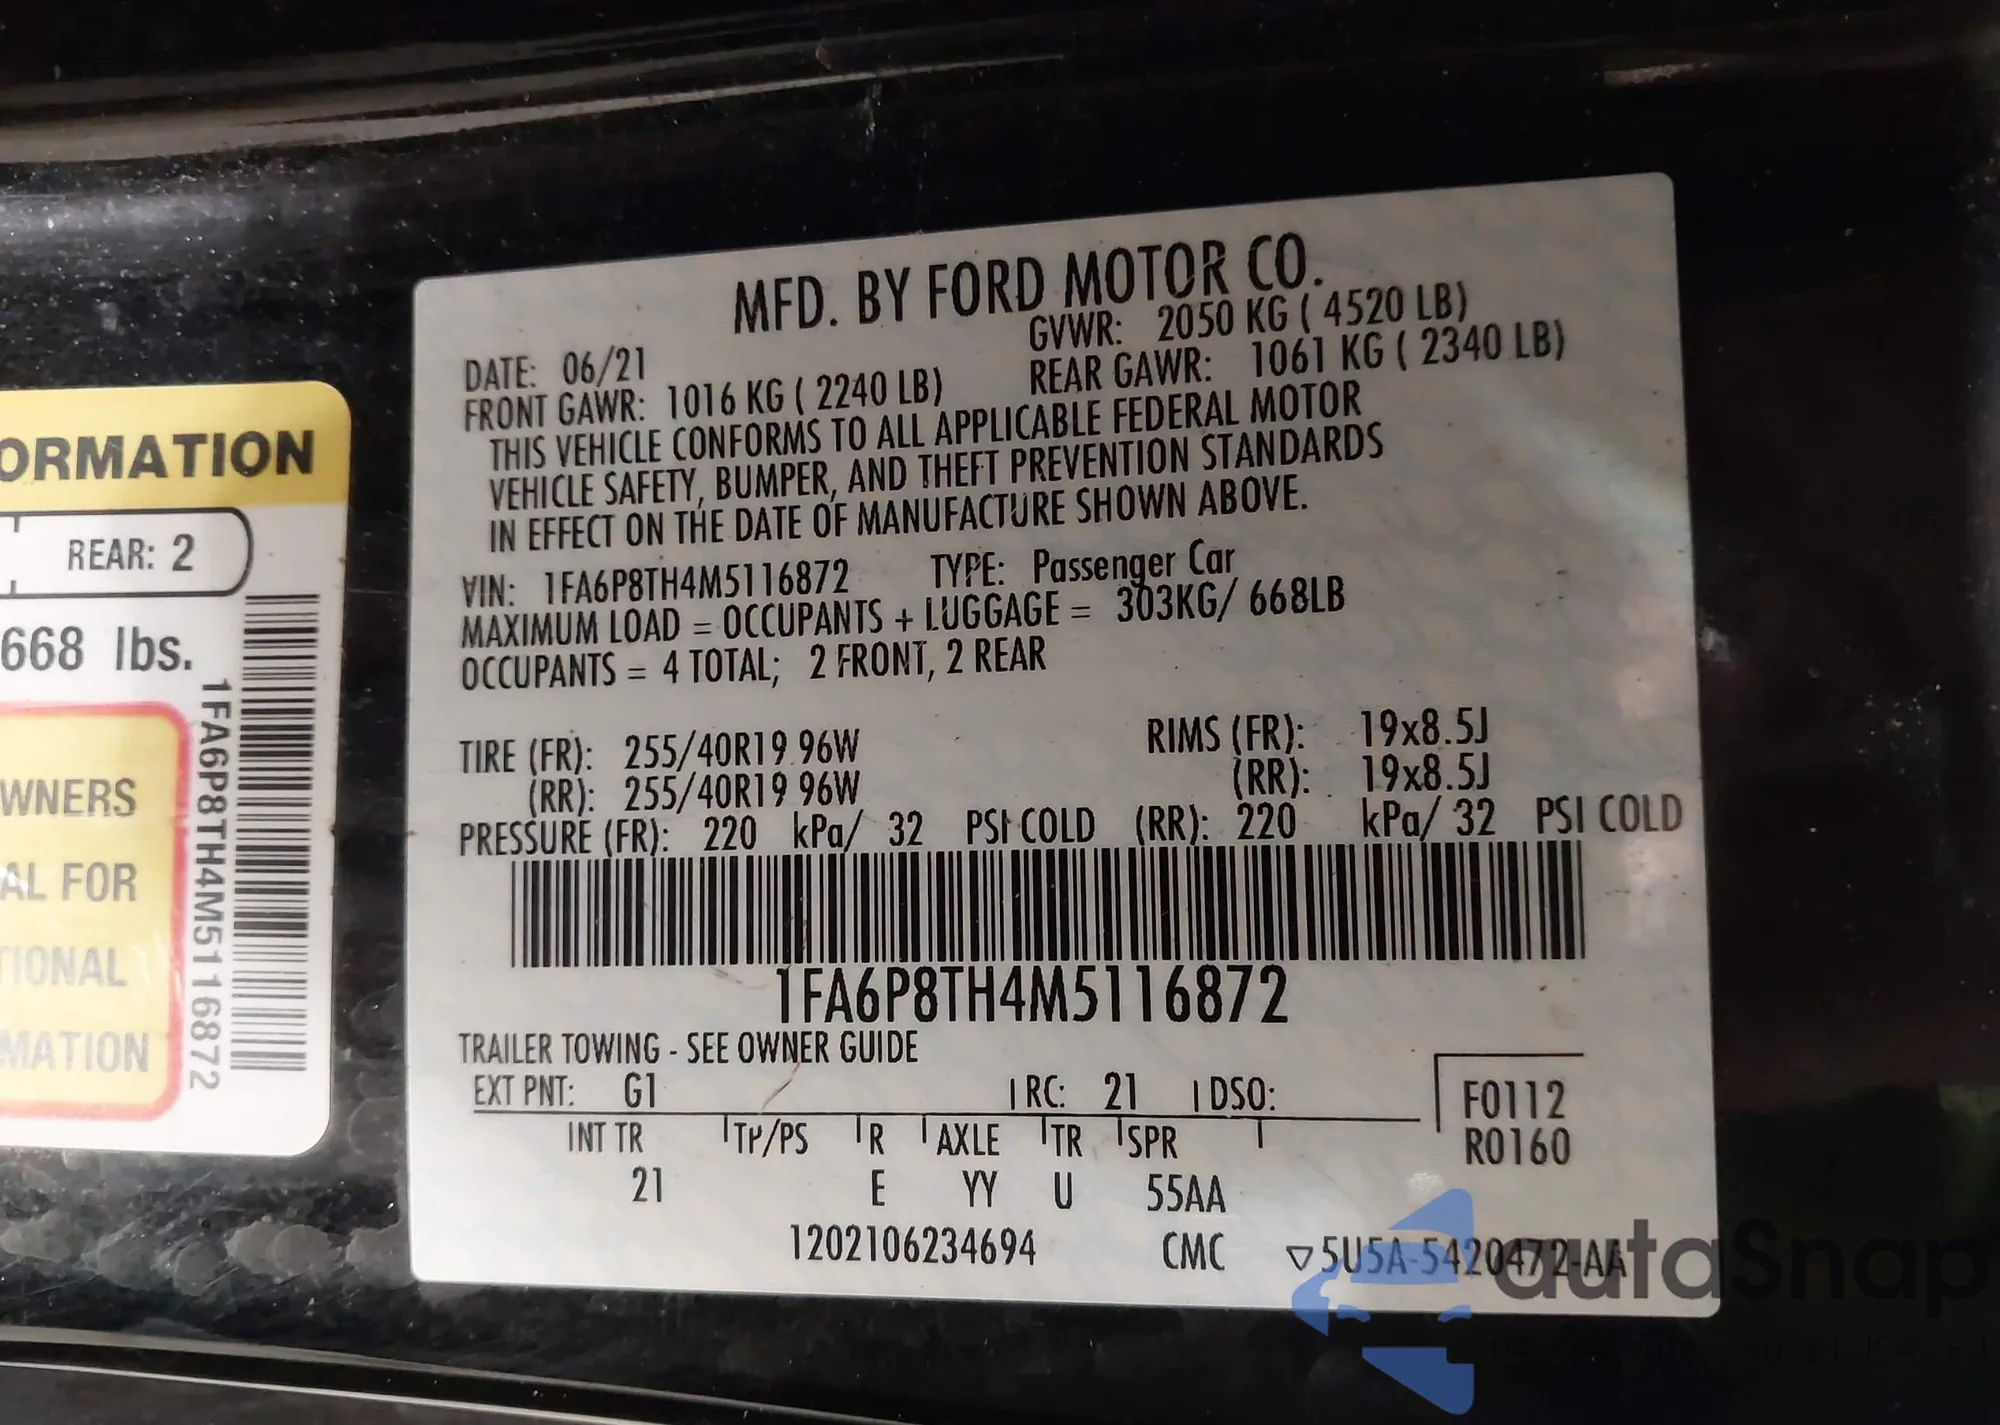 MFD. BY FORD MOTOR CO.
DATE: 06/21 GVWR: 2050 KG ( 4520 LB)
FRONT GAWR: 1016 KG ( 2240 LB) REAR GAWR: 1061 KG ( 2340 LB)
THIS VEHICLE CONFORMS TO ALL APPLICABLE FEDERAL MOTOR
VEHICLE SAFETY, BUMPER, AND THEFT PREVENTION STANDARDS
IN EFFECT ON THE DATE OF MANUFACTURE SHOWN ABOVE.
VIN: 1FA6P8TH4M5116872 TYPE: Passenger Car
MAXIMUM LOAD = OCCUPANTS + LUGGAGE = 303KG/ 668LB
OCCUPANTS = 4 TOTAL; 2 FRONT, 2 REAR
TIRE (FR): 255/40R19 96W RIMS (FR): 19x8.5J
(RR): 255/40R19 96W (RR): 19x8.5J
PRESSURE (FR): 220 kPa/ 32 PSI COLD (RR): 220 kPa/ 32 PSI COLD
1FA6P8TH4M5116872
TRAILER TOWING - SEE OWNER GUIDE
EXT PNT: G1 RC: 21 DSO:
F0112
R0160
INT TR TP/PS R AXLE TR SPR
21 E YY U 55AA
1202106234694 CMC ▽5U5A-5420472-AA
ORMATION
REAR: 2
668 lbs.
1FA6P8TH4M5116872
WNERS
AL FOR
TIONAL
MATION
autaSnap